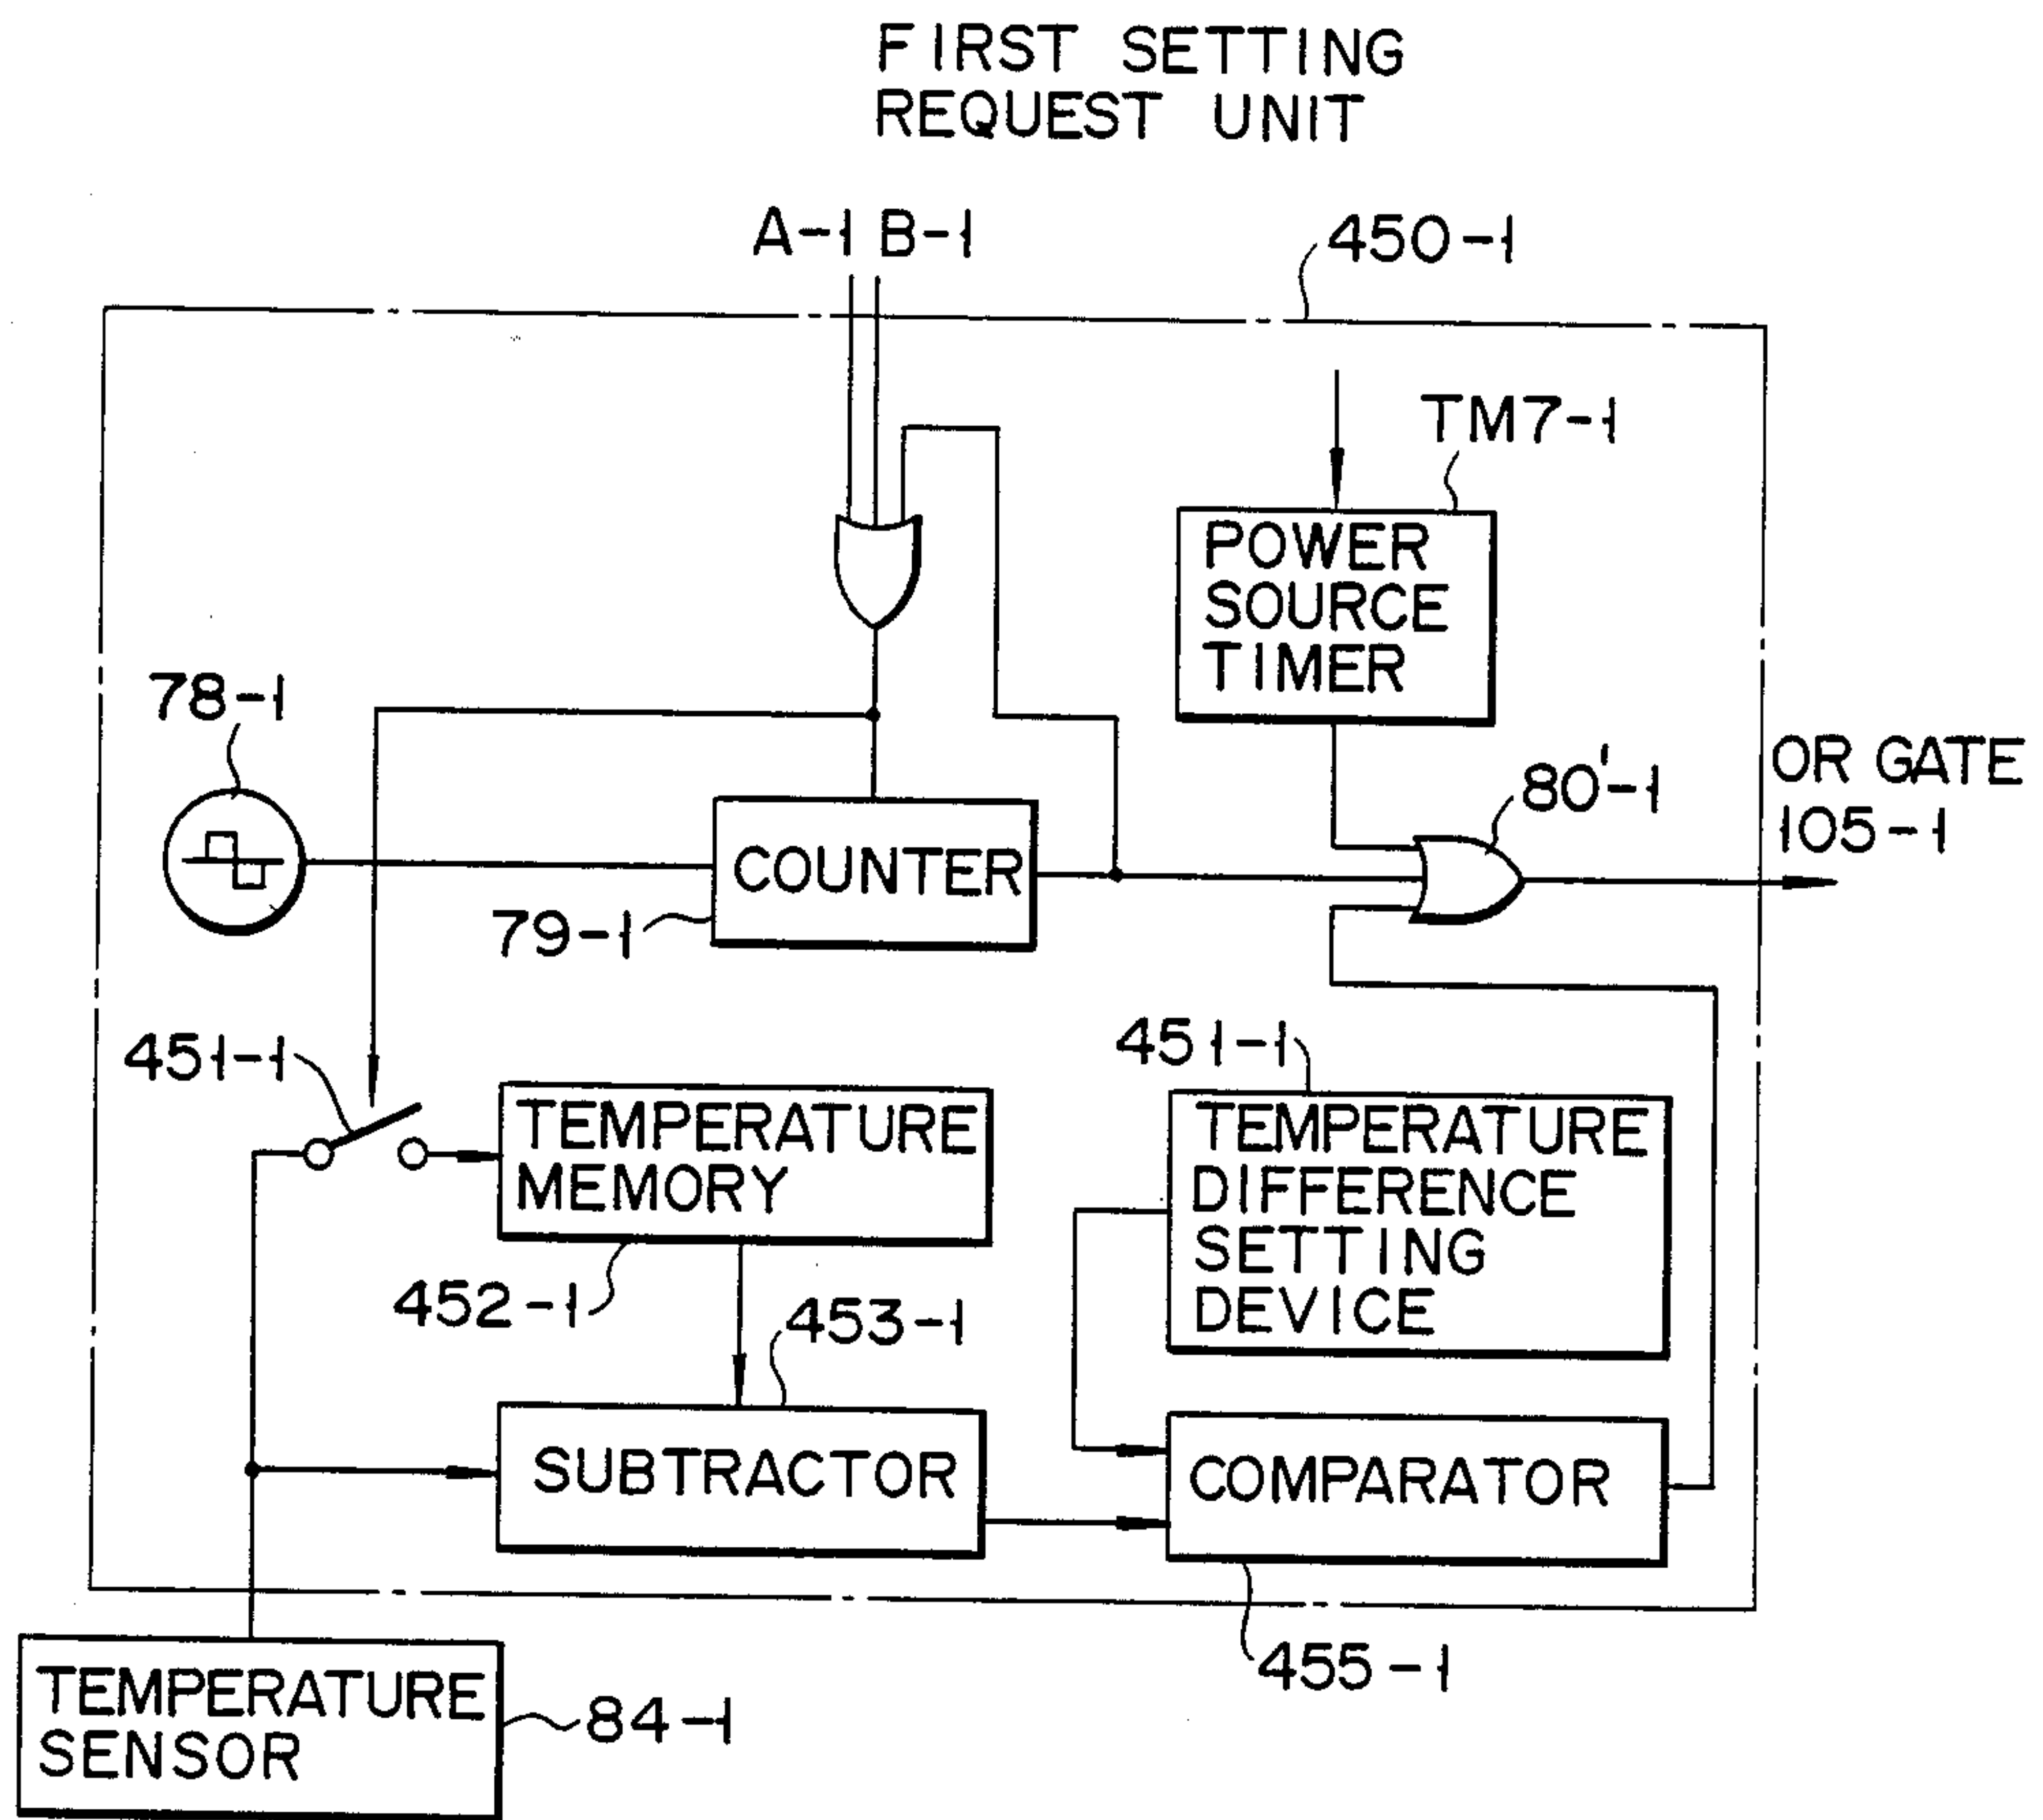 FIRST SETTING
REQUEST UNIT
A-1 B-1
450-1
TM7-1
POWER
SOURCE
TIMER
78-1
80'-1
OR GATE
105-1
COUNTER
79-1
451-1
451-1
TEMPERATURE
MEMORY
TEMPERATURE
DIFFERENCE
SETTING
DEVICE
452-1
453-1
SUBTRACTOR
COMPARATOR
455-1
TEMPERATURE
SENSOR
84-1